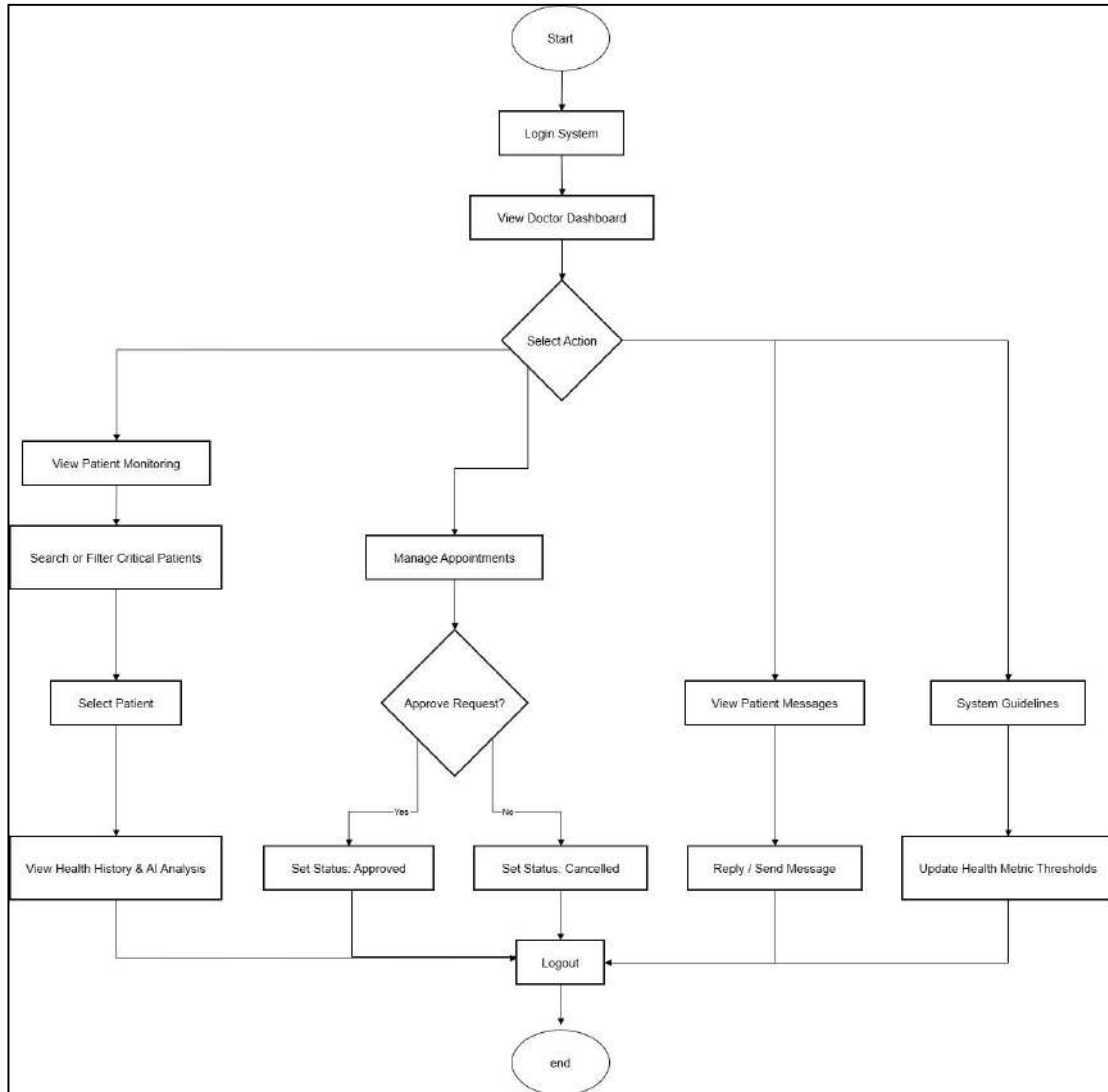 Start
Login System
View Doctor Dashboard
Select Action
View Patient Monitoring
Search or Filter Critical Patients
Manage Appointments
Select Patient
Approve Request?
View Patient Messages
System Guidelines
Yes
No
View Health History & AI Analysis
Set Status: Approved
Set Status: Cancelled
Reply / Send Message
Update Health Metric Thresholds
Logout
end